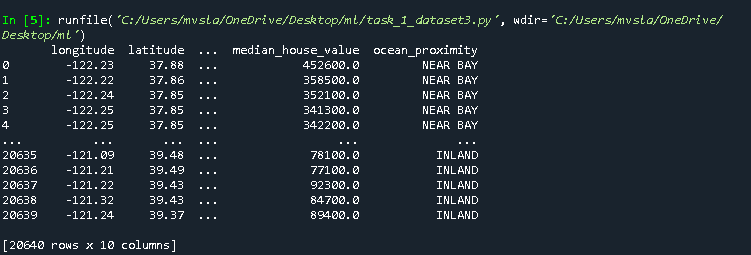 In [5]: runfile('C:/Users/mvsla/OneDrive/Desktop/ml/task_1_dataset3.py', wdir='C:/Users/mvsla/OneDrive/
Desktop/ml')
longitude latitude ... median_house_value ocean_proximity
0 -122.23 37.88 ... 452600.0 NEAR BAY
1 -122.22 37.86 ... 358500.0 NEAR BAY
2 -122.24 37.85 ... 352100.0 NEAR BAY
3 -122.25 37.85 ... 341300.0 NEAR BAY
4 -122.25 37.85 ... 342200.0 NEAR BAY
... ... ... ... ... ...
20635 -121.09 39.48 ... 78100.0 INLAND
20636 -121.21 39.49 ... 77100.0 INLAND
20637 -121.22 39.43 ... 92300.0 INLAND
20638 -121.32 39.43 ... 84700.0 INLAND
20639 -121.24 39.37 ... 89400.0 INLAND
[20640 rows x 10 columns]